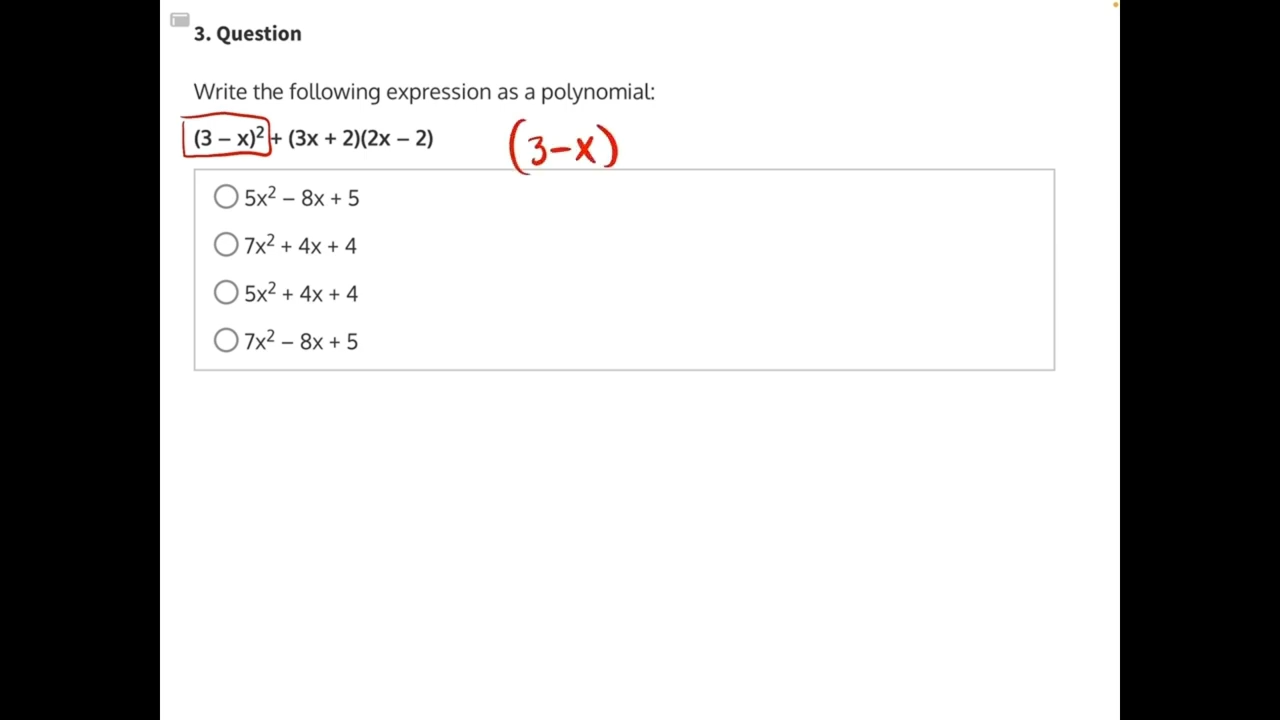 3. Question
Write the following expression as a polynomial:
(3 – x)² + (3x + 2)(2x – 2)
(3-x)
5x² – 8x + 5
7x² + 4x + 4
5x² + 4x + 4
7x² – 8x + 5